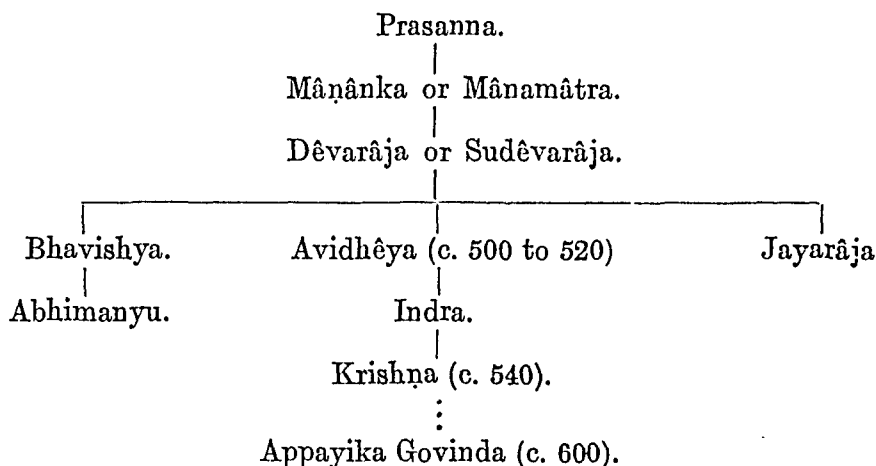 Prasanna.
Mâṇânka or Mânamâtra.
Dêvarâja or Sudêvarâja.
Bhavishya. Avidhêya (c. 500 to 520) Jayarâja
Abhimanyu. Indra.
Krishṇa (c. 540).
Appayika Govinda (c. 600).